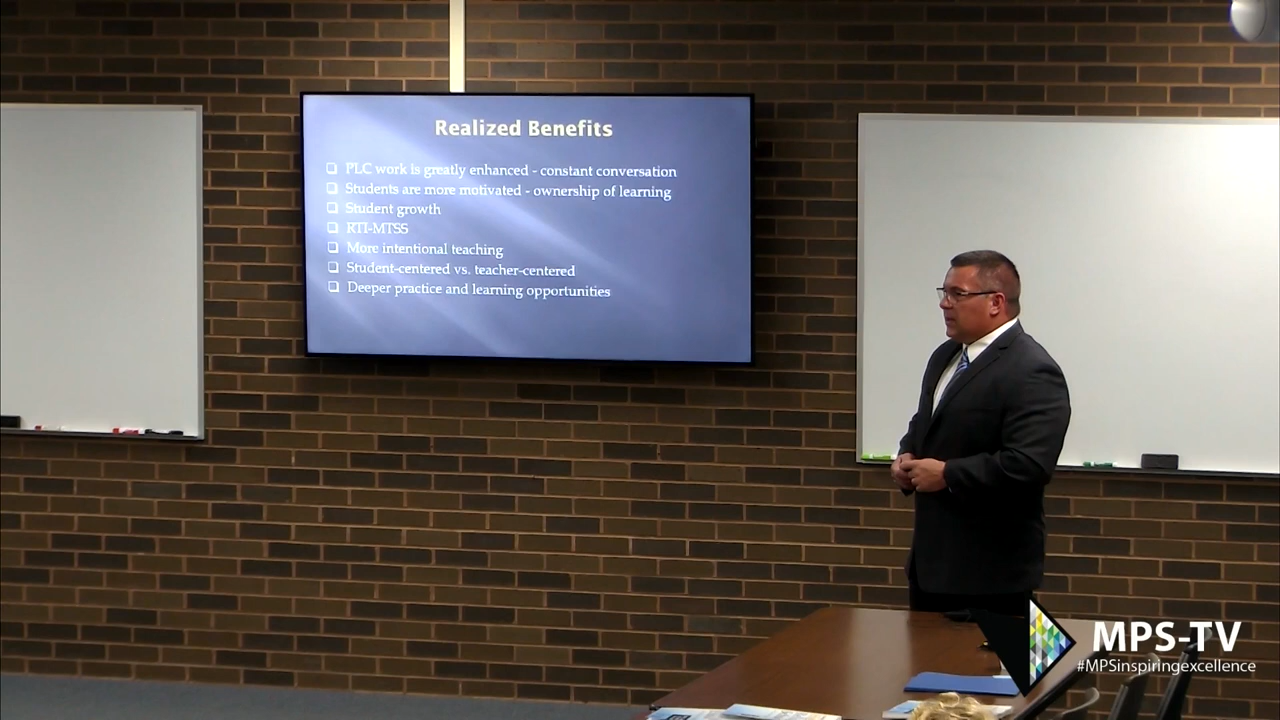 Realized Benefits
❑ PLC work is greatly enhanced - constant conversation
❑ Students are more motivated - ownership of learning
❑ Student growth
❑ RTI-MTSS
❑ More intentional teaching
❑ Student-centered vs. teacher-centered
❑ Deeper practice and learning opportunities
MPS-TV
#MPSinspiringexcellence